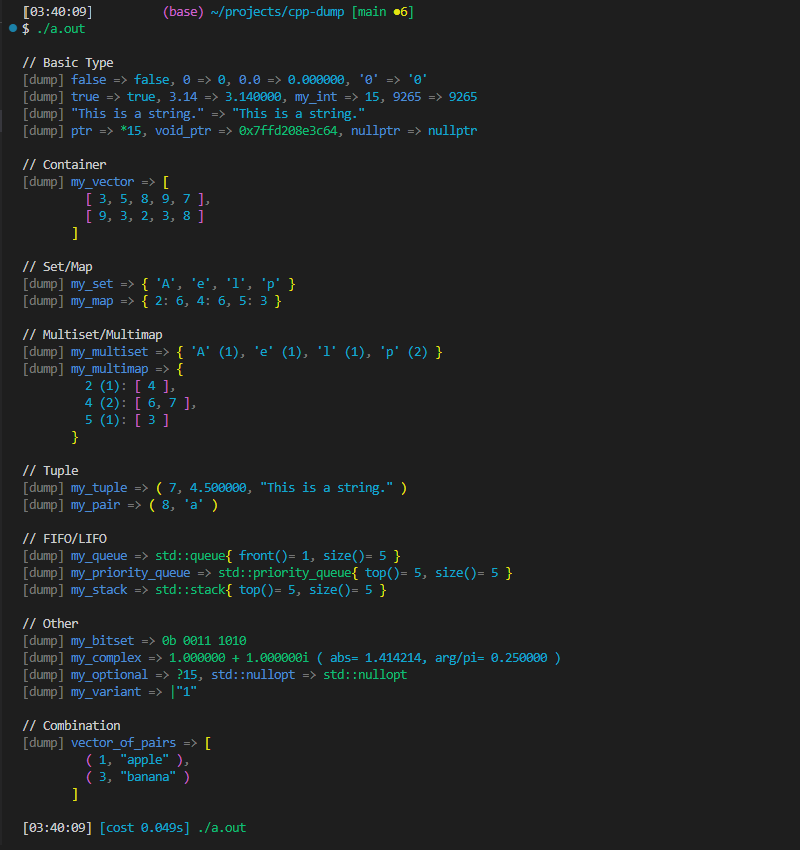 [03:40:09] (base) ~/projects/cpp-dump [main ●6]
$ ./a.out
// Basic Type
[dump] false => false, 0 => 0, 0.0 => 0.000000, '0' => '0'
[dump] true => true, 3.14 => 3.140000, my_int => 15, 9265 => 9265
[dump] "This is a string." => "This is a string."
[dump] ptr => *15, void_ptr => 0x7ffd208e3c64, nullptr => nullptr
// Container
[dump] my_vector => [
[ 3, 5, 8, 9, 7 ],
[ 9, 3, 2, 3, 8 ]
]
// Set/Map
[dump] my_set => { 'A', 'e', 'l', 'p' }
[dump] my_map => { 2: 6, 4: 6, 5: 3 }
// Multiset/Multimap
[dump] my_multiset => { 'A' (1), 'e' (1), 'l' (1), 'p' (2) }
[dump] my_multimap => {
2 (1): [ 4 ],
4 (2): [ 6, 7 ],
5 (1): [ 3 ]
}
// Tuple
[dump] my_tuple => ( 7, 4.500000, "This is a string." )
[dump] my_pair => ( 8, 'a' )
// FIFO/LIFO
[dump] my_queue => std::queue{ front()= 1, size()= 5 }
[dump] my_priority_queue => std::priority_queue{ top()= 5, size()= 5 }
[dump] my_stack => std::stack{ top()= 5, size()= 5 }
// Other
[dump] my_bitset => 0b 0011 1010
[dump] my_complex => 1.000000 + 1.000000i ( abs= 1.414214, arg/pi= 0.250000 )
[dump] my_optional => ?15, std::nullopt => std::nullopt
[dump] my_variant => |"1"
// Combination
[dump] vector_of_pairs => [
( 1, "apple" ),
( 3, "banana" )
]
[03:40:09] [cost 0.049s] ./a.out